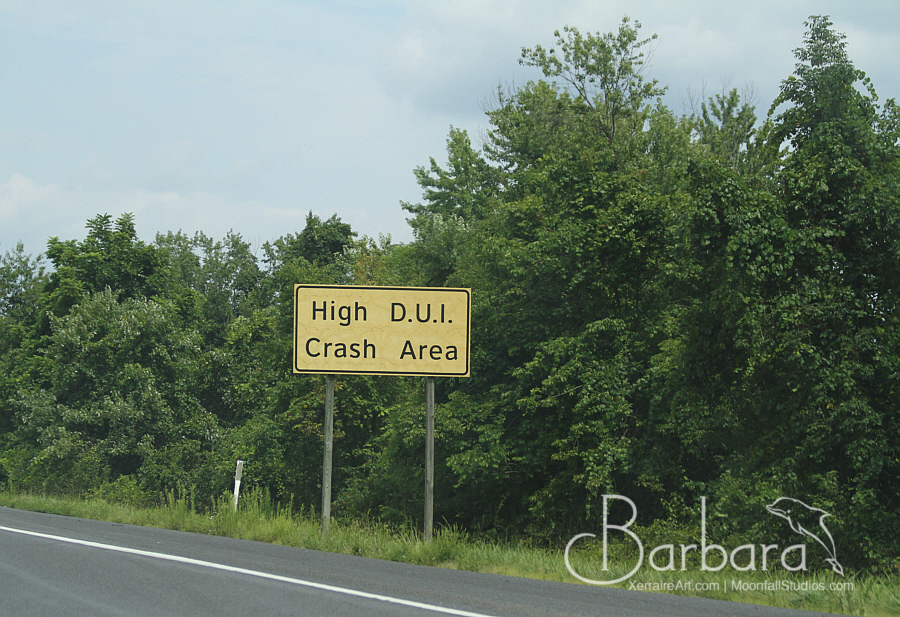 High D.U.I.
Crash Area
Barbara
XerraireArt.com | MoonfallStudios.com